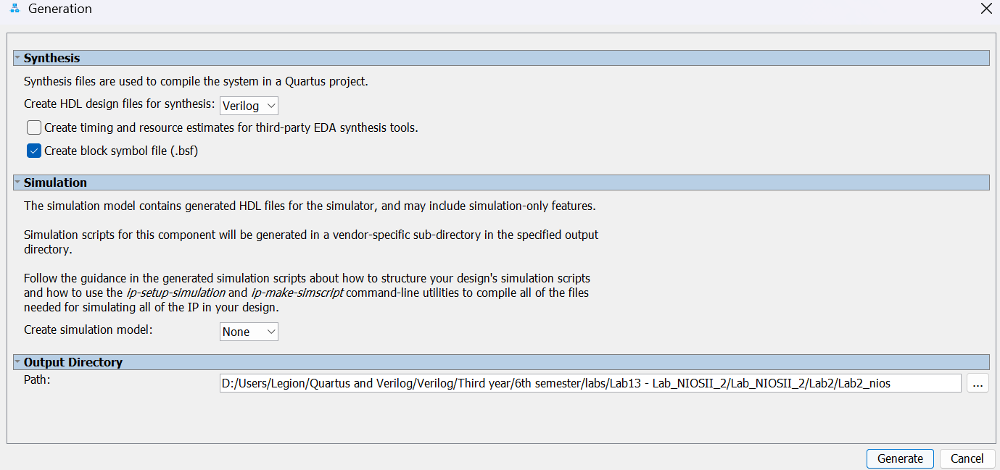 Generation
Synthesis
Synthesis files are used to compile the system in a Quartus project.
Create HDL design files for synthesis: Verilog
Create timing and resource estimates for third-party EDA synthesis tools.
Create block symbol file (.bsf)
Simulation
The simulation model contains generated HDL files for the simulator, and may include simulation-only features.
Simulation scripts for this component will be generated in a vendor-specific sub-directory in the specified output
directory.
Follow the guidance in the generated simulation scripts about how to structure your design's simulation scripts
and how to use the ip-setup-simulation and ip-make-simscript command-line utilities to compile all of the files
needed for simulating all of the IP in your design.
Create simulation model: None
Output Directory
Path: D:/Users/Legion/Quartus and Verilog/Verilog/Third year/6th semester/labs/Lab13 - Lab_NIOSII_2/Lab_NIOSII_2/Lab2/Lab2_nios ...
Generate Cancel